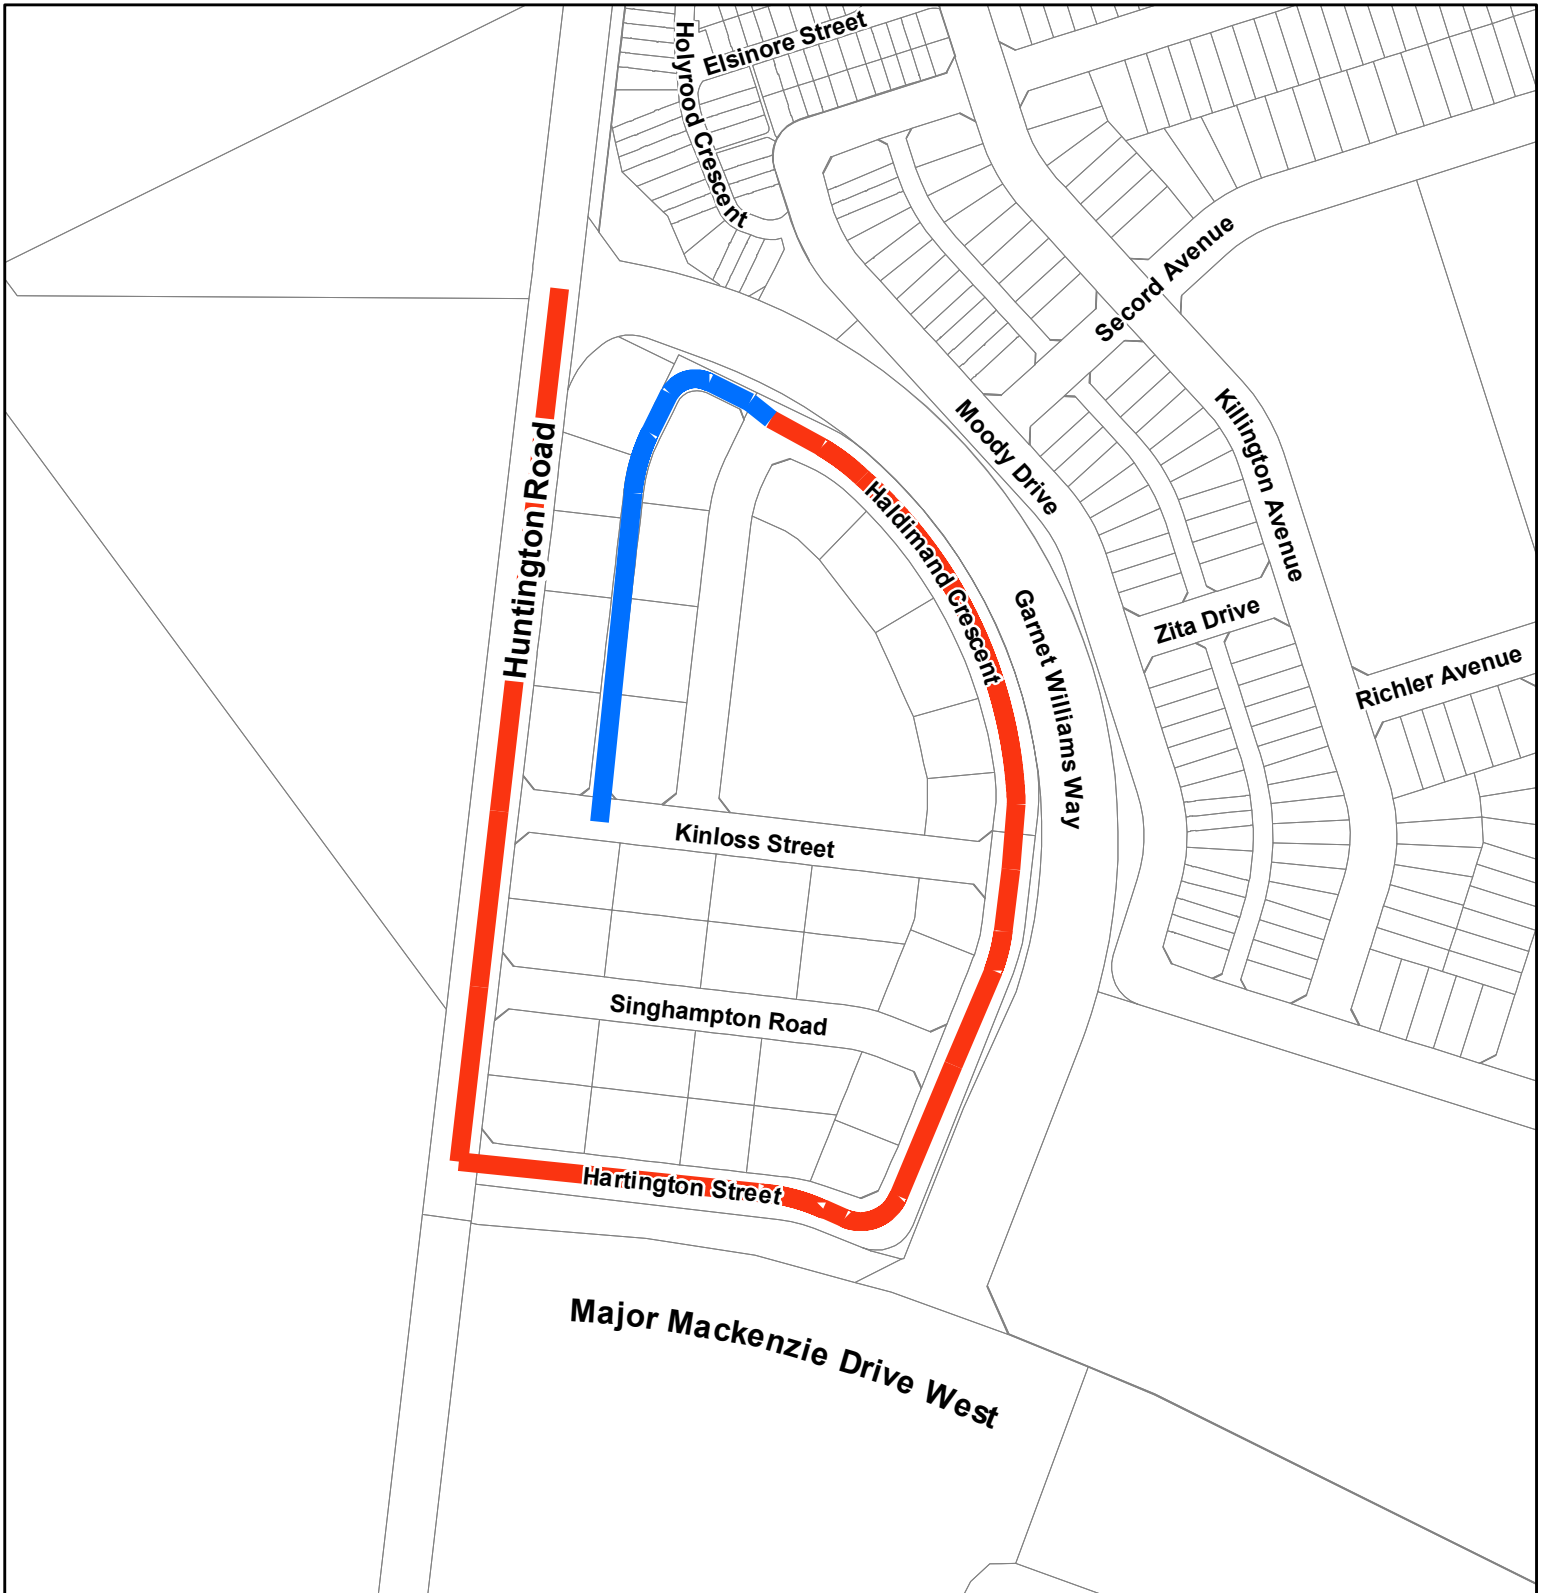 Elsinore Street
Holyrood Crescent
Secord Avenue
Huntington Road
Moody Drive
Killington Avenue
Haldimand Crescent
Garnet Williams Way
Zita Drive
Richler Avenue
Kinloss Street
Singhampton Road
Hartington Street
Major Mackenzie Drive West